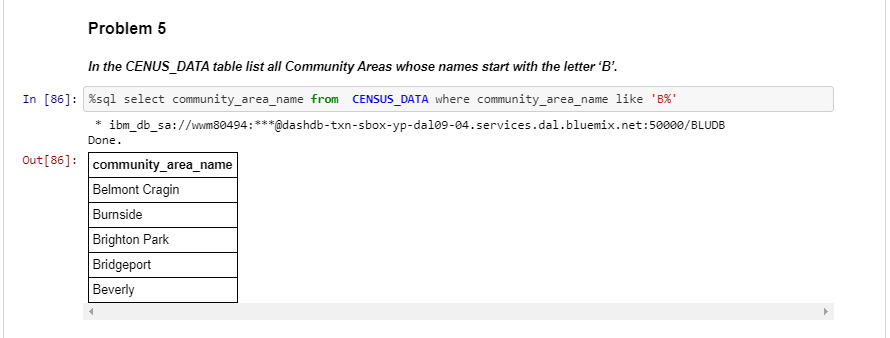 Problem 5
In the CENUS_DATA table list all Community Areas whose names start with the letter ‘B’.
In [86]: %sql select community_area_name from  CENSUS_DATA where community_area_name like 'B%'
* ibm_db_sa://wwm80494:***@dashdb-txn-sbox-yp-dal09-04.services.dal.bluemix.net:50000/BLUDB
Done.
Out[86]: community_area_name
Belmont Cragin
Burnside
Brighton Park
Bridgeport
Beverly